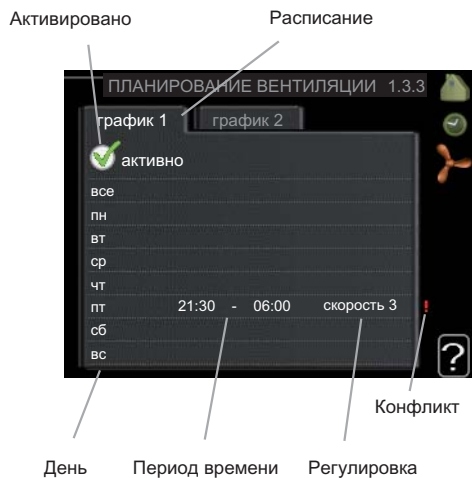 Активировано Расписание
ПЛАНИРОВАНИЕ ВЕНТИЛЯЦИИ 1.3.3
график 1 график 2
активно
все
пн
вт
ср
чт
пт 21:30 - 06:00 скорость 3 !
сб
вс
?
Конфликт
День Период времени Регулировка